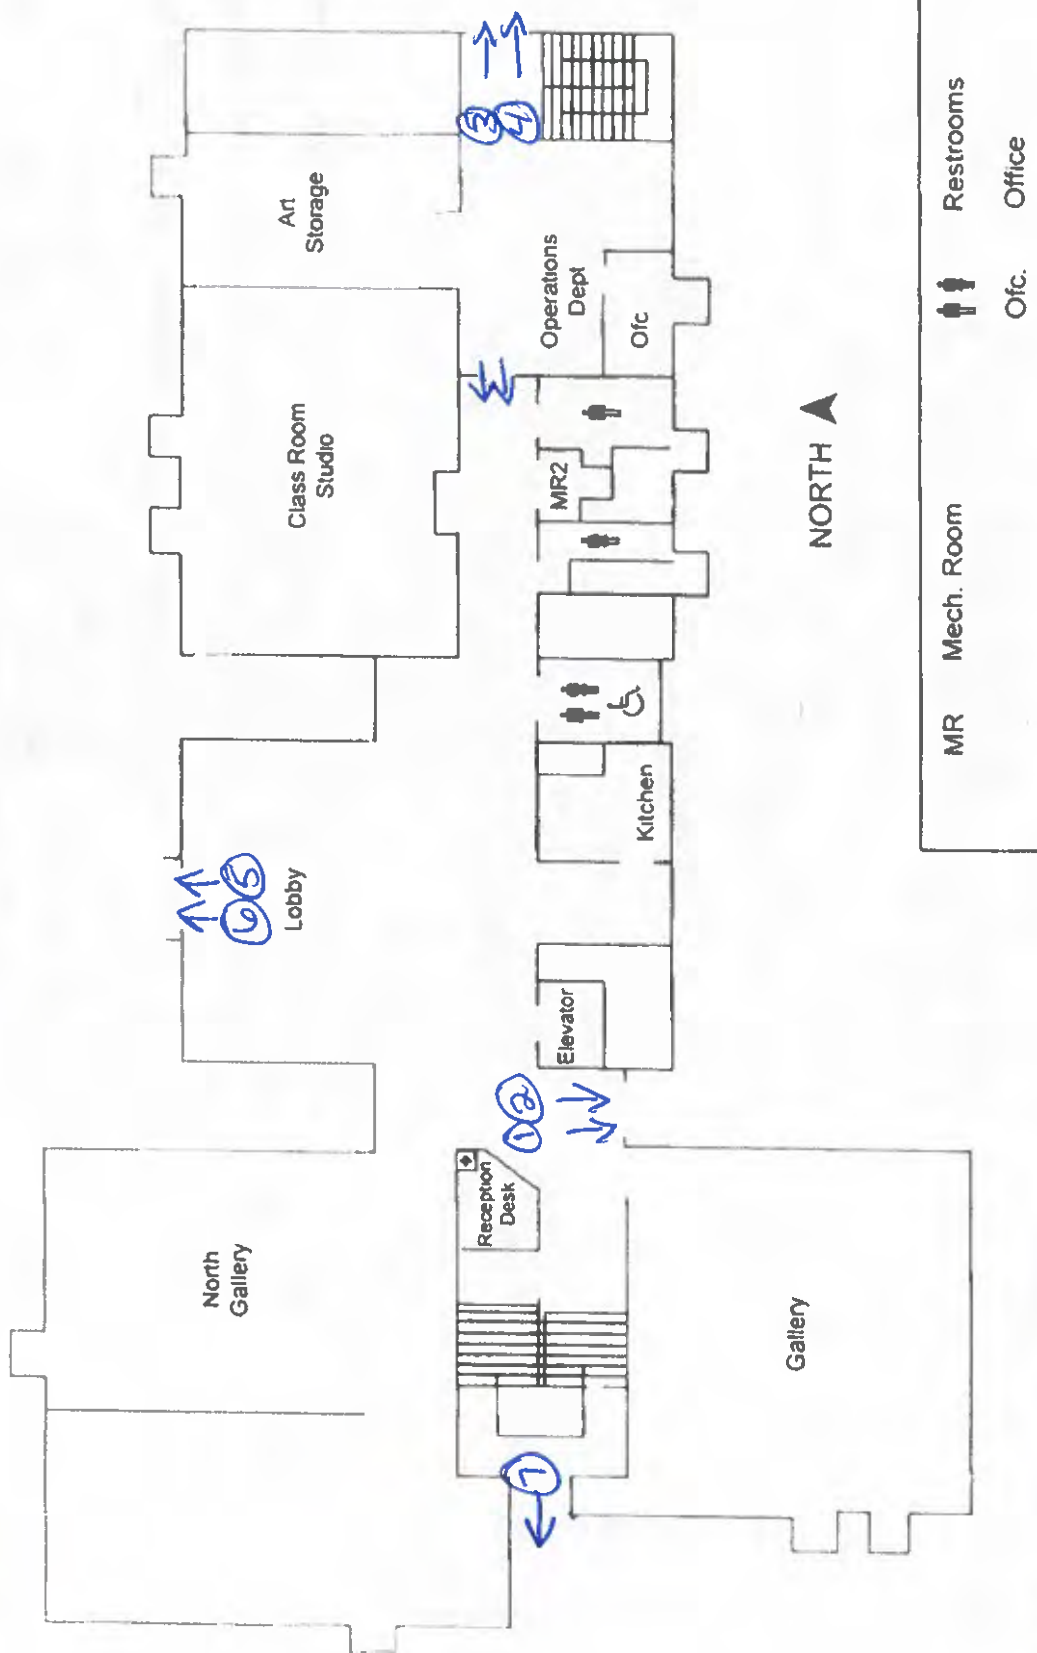 North
Gallery
Lobby
Class Room
Studio
Art
Storage
3
4
6
5
1
2
7
Reception
Desk
Elevator
Kitchen
MR2
Operations
Dept
Ofc
Gallery
NORTH
MR Mech. Room
Restrooms
Ofc. Office